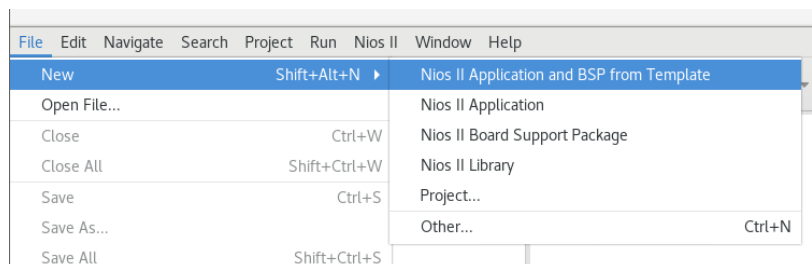 File Edit Navigate Search Project Run Nios II Window Help
New Shift+Alt+N
Open File...
Close Ctrl+W
Close All Shift+Ctrl+W
Save Ctrl+S
Save As...
Save All Shift+Ctrl+S
Nios II Application and BSP from Template
Nios II Application
Nios II Board Support Package
Nios II Library
Project...
Other... Ctrl+N